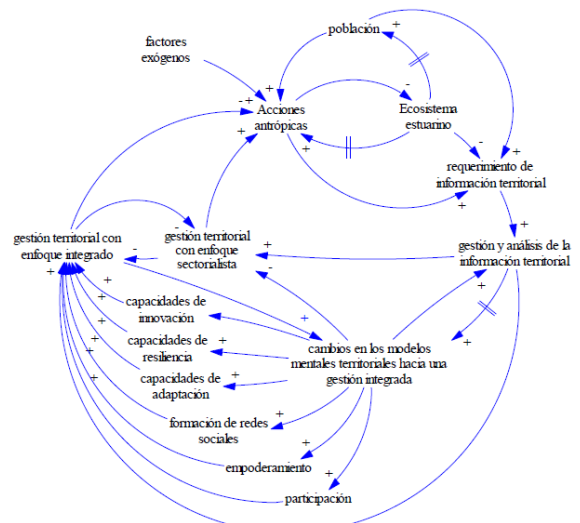 población
factores
exógenos
Acciones
antrópicas
Ecosistema
estuarino
requerimiento de
información territorial
gestión territorial con
enfoque integrado
gestión territorial
con enfoque
sectorialista
gestión y análisis de la
información territorial
capacidades de
innovación
capacidades de
resiliencia
capacidades de
adaptación
cambios en los modelos
mentales territoriales hacia una
gestión integrada
formación de redes
sociales
empoderamiento
participación